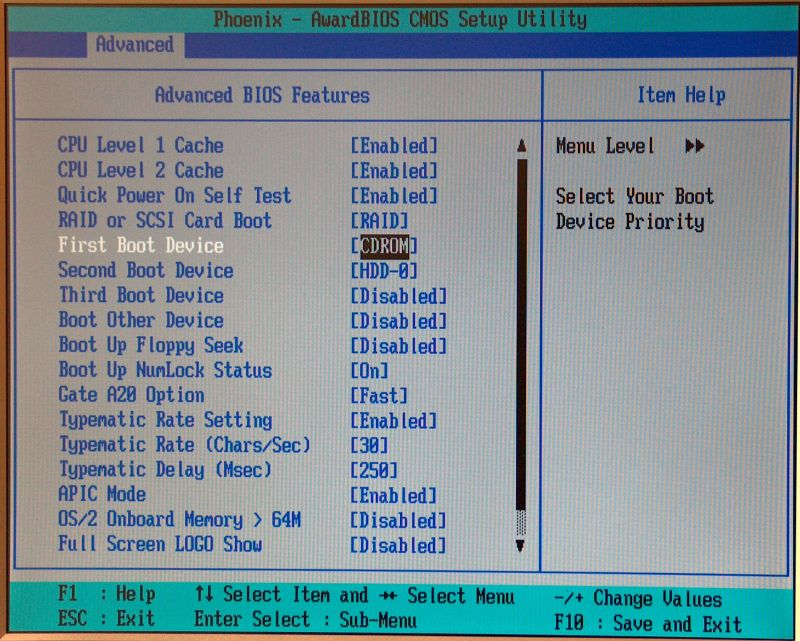 Phoenix - AwardBIOS CMOS Setup Utility
Advanced
Advanced BIOS Features
Item Help
CPU Level 1 Cache [Enabled]
CPU Level 2 Cache [Enabled]
Quick Power On Self Test [Enabled]
RAID or SCSI Card Boot [RAID]
First Boot Device [CDROM]
Second Boot Device [HDD-0]
Third Boot Device [Disabled]
Boot Other Device [Disabled]
Boot Up Floppy Seek [Disabled]
Boot Up NumLock Status [On]
Gate A20 Option [Fast]
Typematic Rate Setting [Enabled]
Typematic Rate (Chars/Sec) [30]
Typematic Delay (Msec) [250]
APIC Mode [Enabled]
OS/2 Onboard Memory > 64M [Disabled]
Full Screen LOGO Show [Disabled]
Menu Level ▶▶
Select Your Boot
Device Priority
F1 : Help ↑↓ Select Item and →← Select Menu -/+ Change Values
ESC : Exit Enter Select : Sub-Menu F10 : Save and Exit